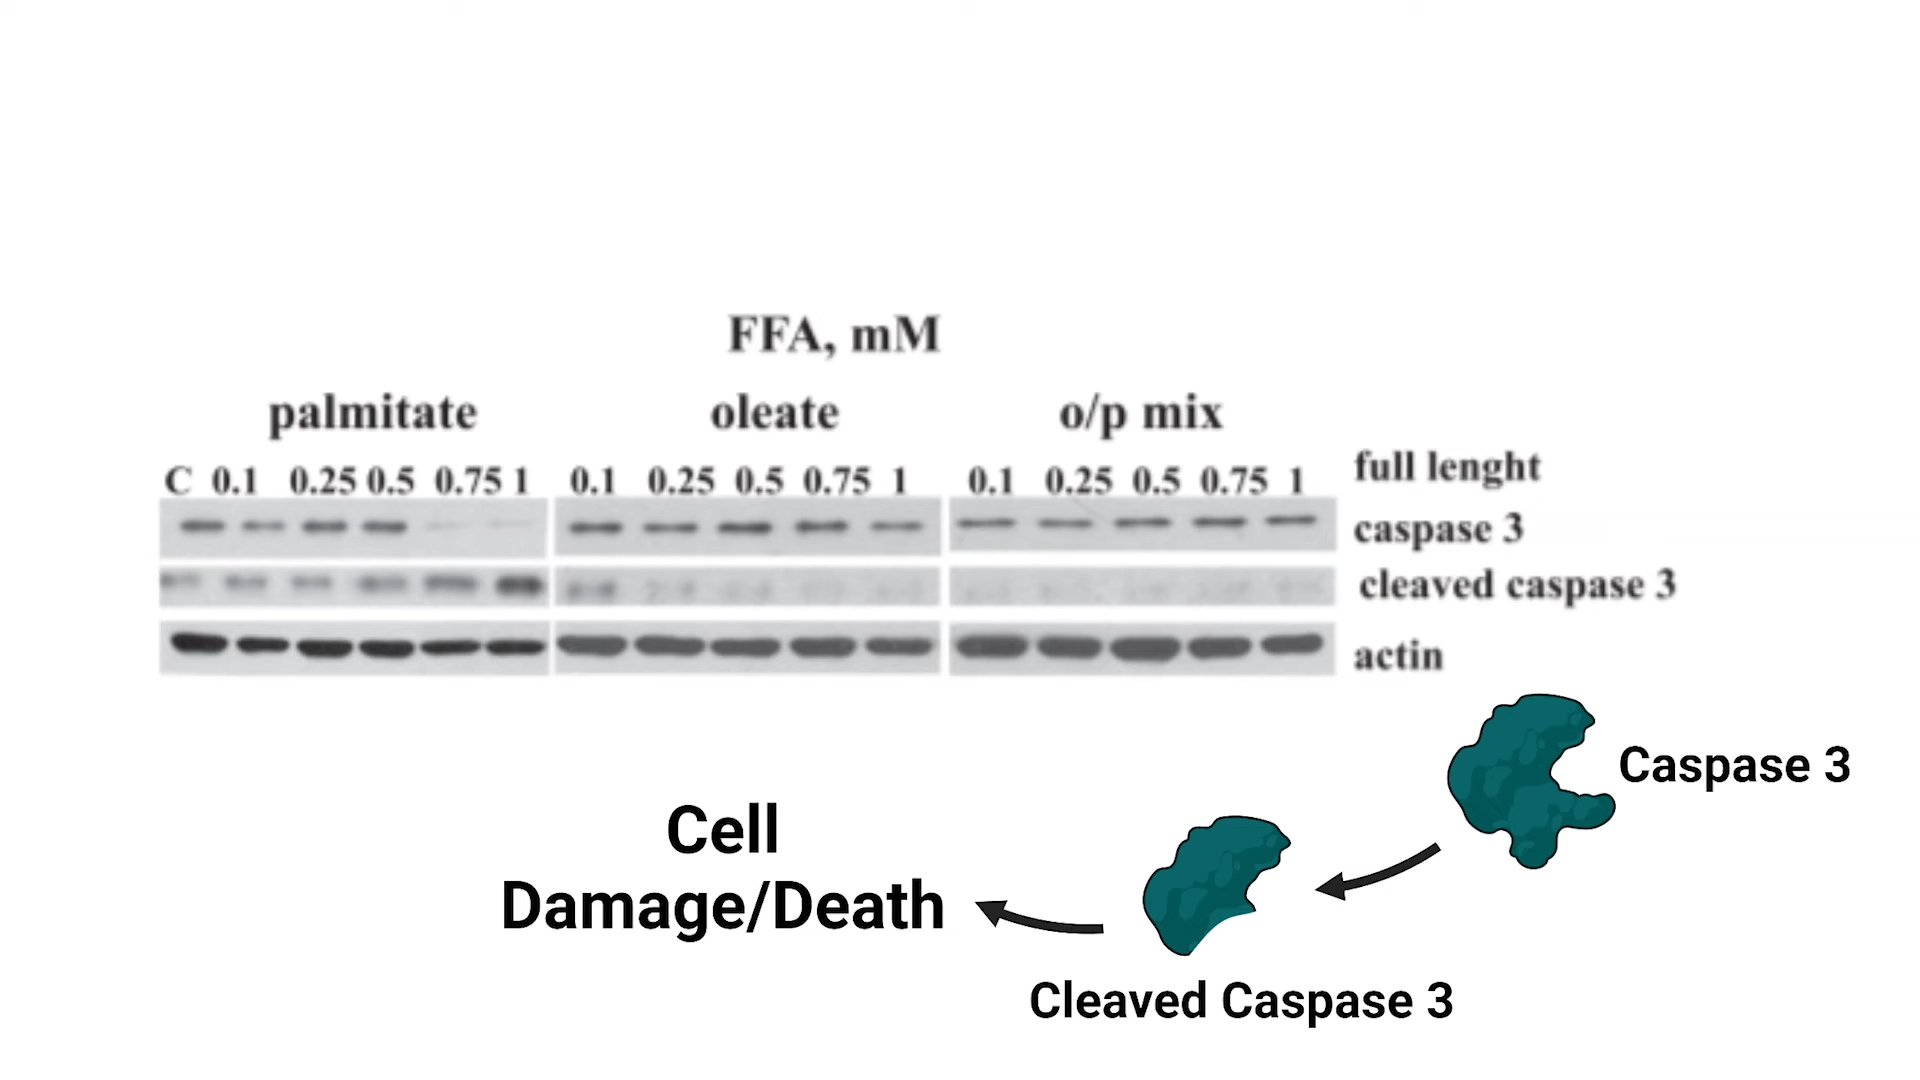 FFA, mM
palmitate oleate o/p mix
C 0.1 0.25 0.5 0.75 1 0.1 0.25 0.5 0.75 1 0.1 0.25 0.5 0.75 1 full lenght
caspase 3
cleaved caspase 3
actin
Caspase 3
Cell
Damage/Death
Cleaved Caspase 3